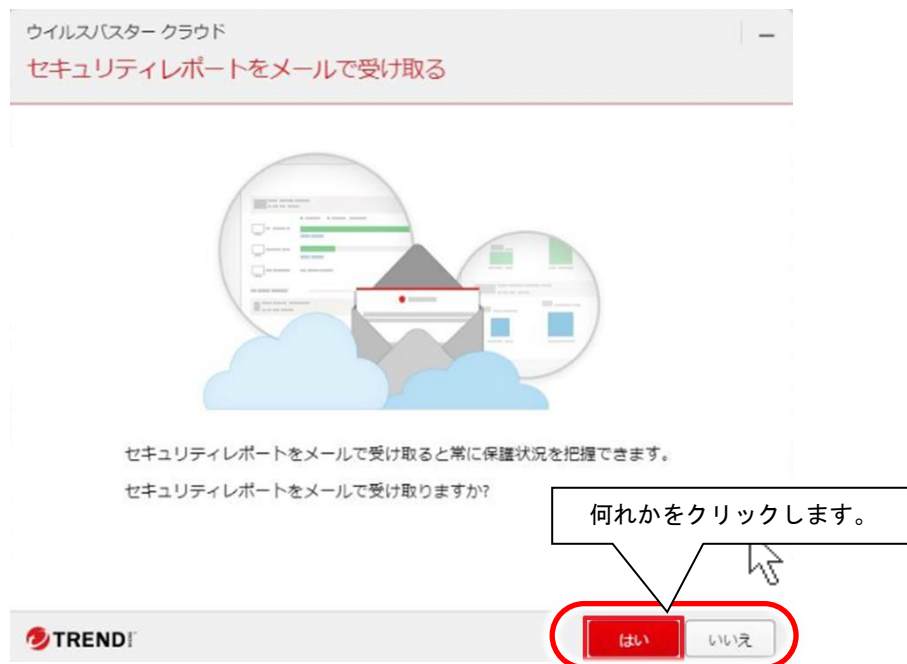 ウイルスバスター クラウド
セキュリティレポートをメールで受け取る
セキュリティレポートをメールで受け取ると常に保護状況を把握できます。
セキュリティレポートをメールで受け取りますか?
何れかをクリックします。
TREND
はい
いいえ